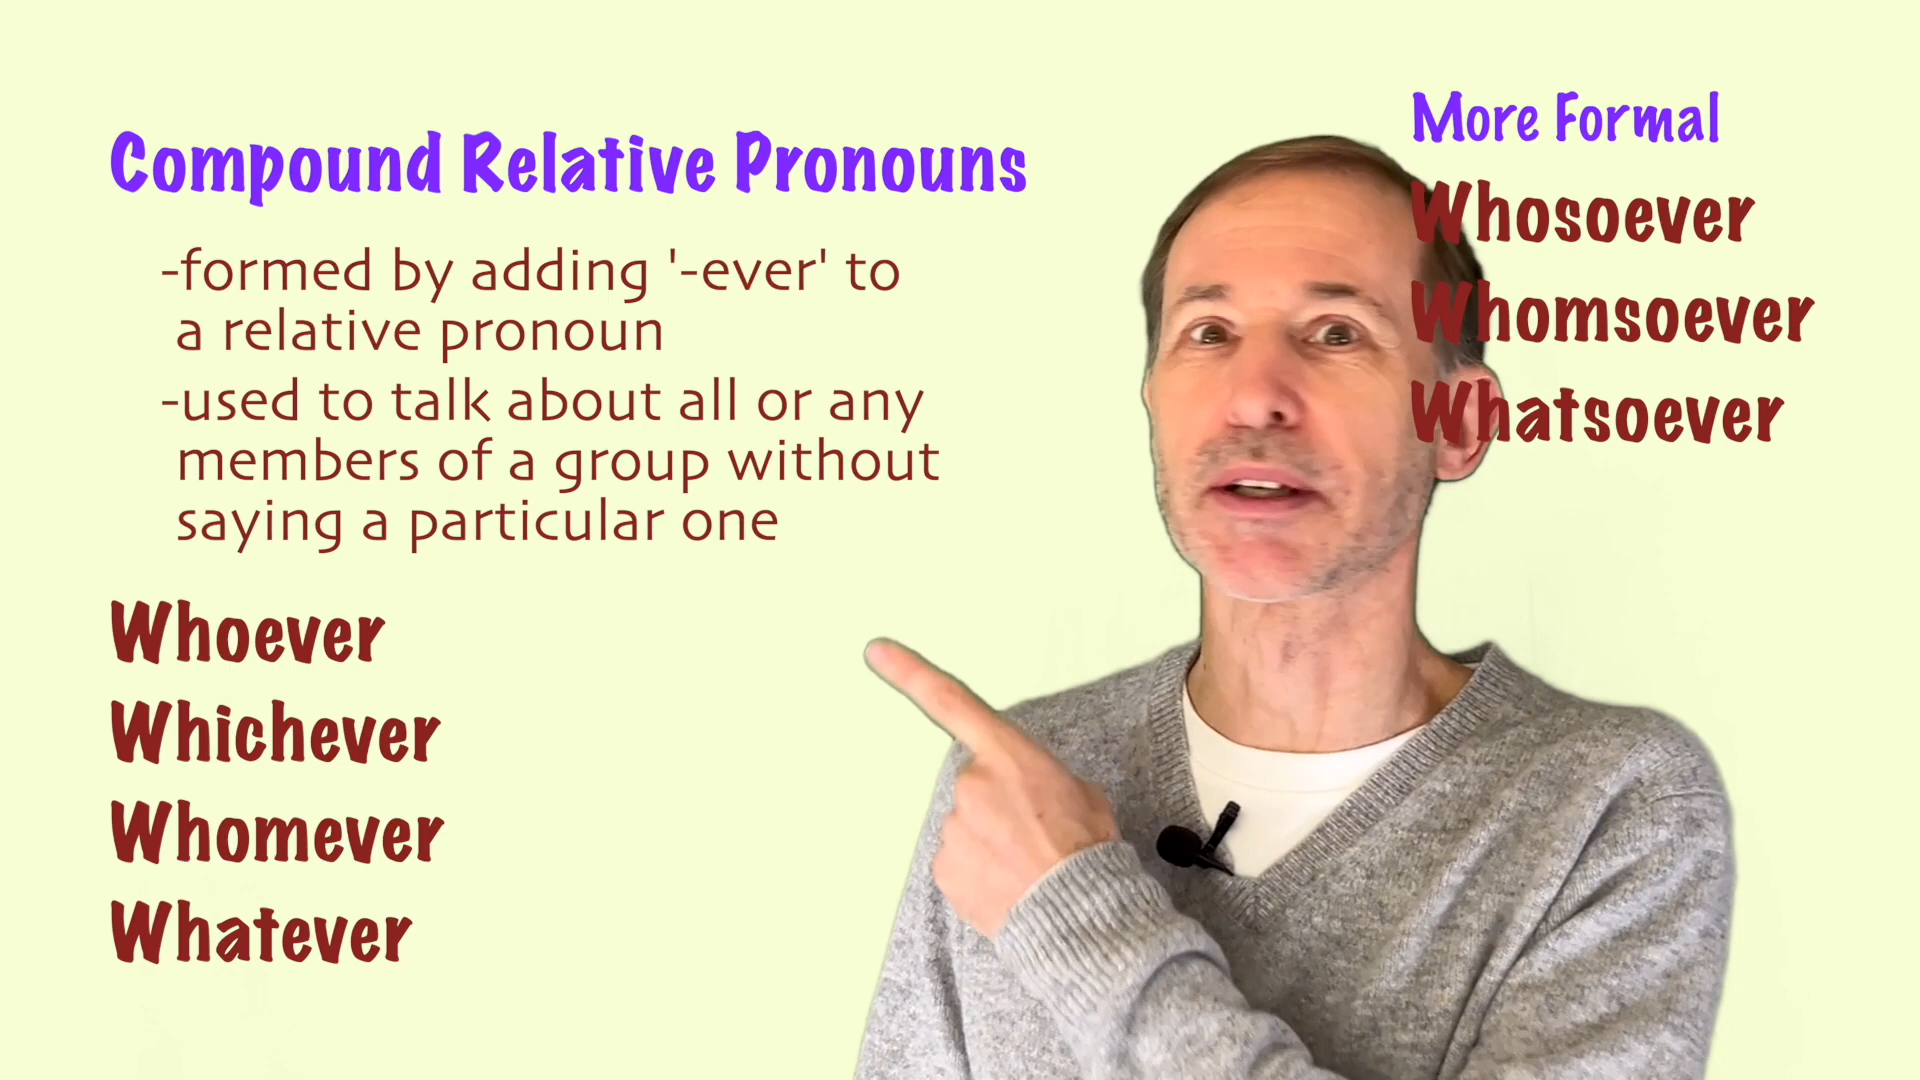 Compound Relative Pronouns
-formed by adding '-ever' to
a relative pronoun
-used to talk about all or any
members of a group without
saying a particular one
Whoever
Whichever
Whomever
Whatever
More Formal
Whosoever
Whomsoever
Whatsoever